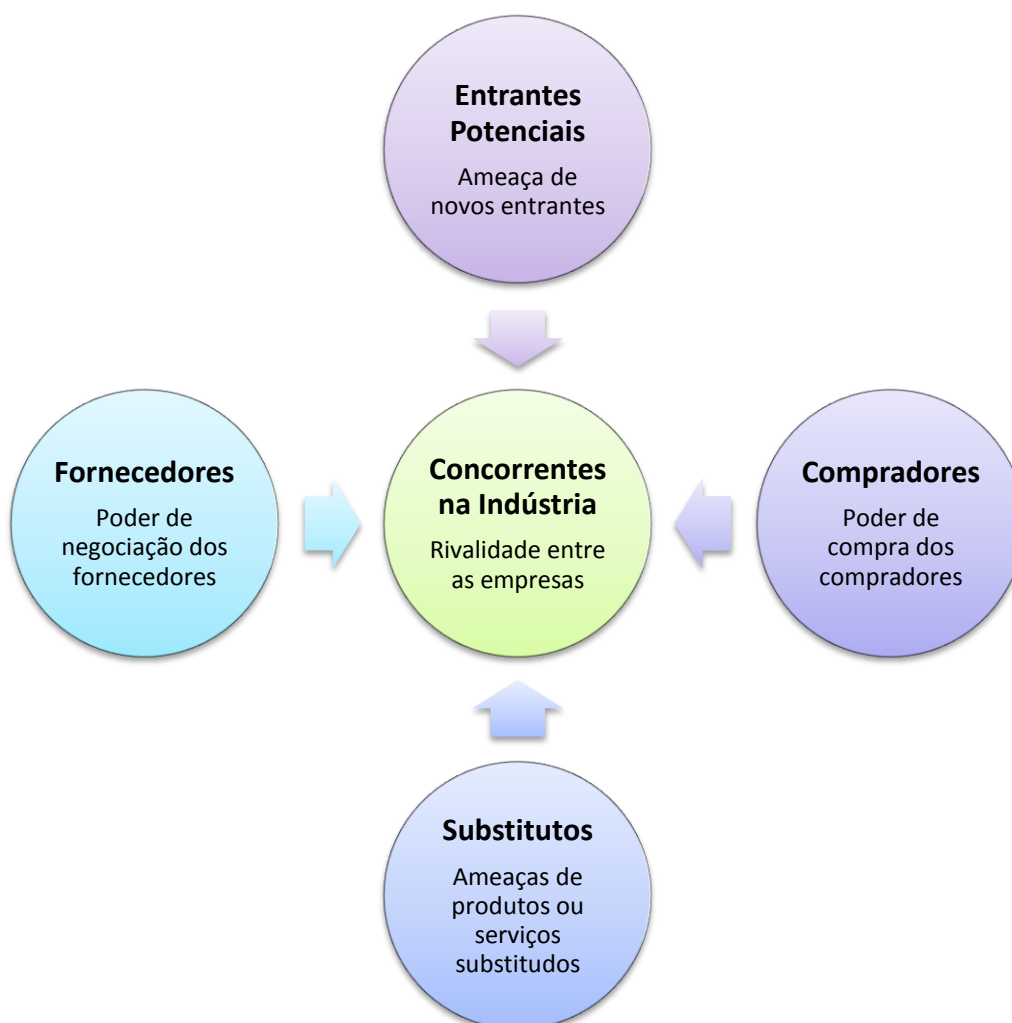 Entrantes
Potenciais
Ameaça de
novos entrantes
Fornecedores
Poder de
negociação dos
fornecedores
Concorrentes
na Indústria
Rivalidade entre
as empresas
Compradores
Poder de
compra dos
compradores
Substitutos
Ameaças de
produtos ou
serviços
substitudos